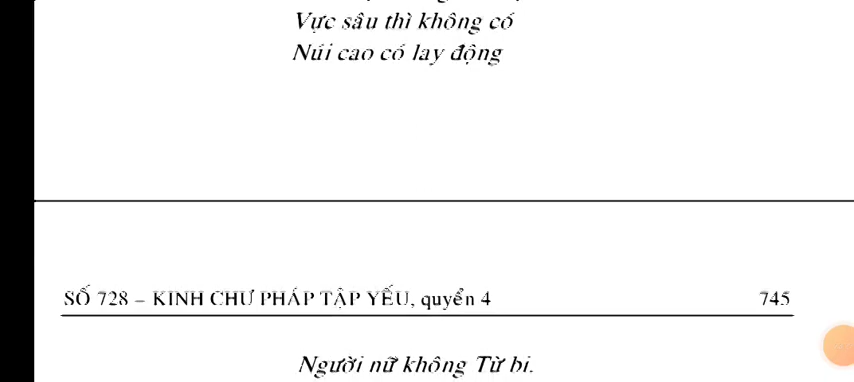 Vực sâu thì không có
Núi cao có lay động
SỐ 728 – KINH CHƯ PHÁP TẬP YẾU, quyển 4 745
Người nữ không Từ bi.